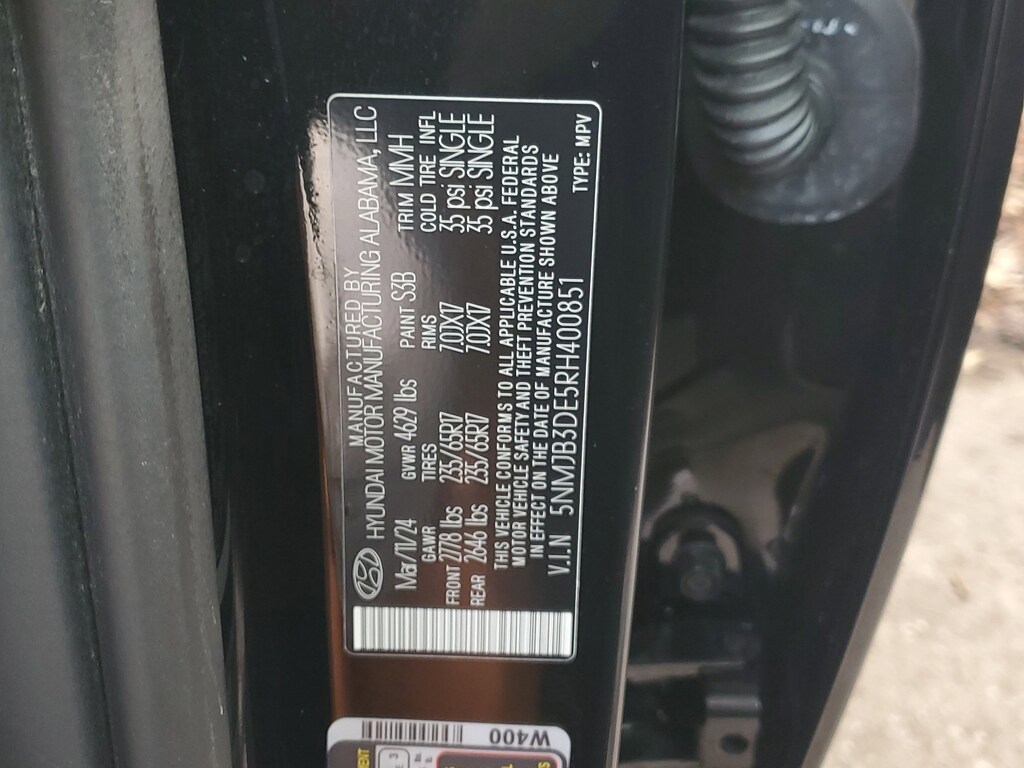 MANUFACTURED BY
HYUNDAI MOTOR MANUFACTURING ALABAMA, LLC
Mar/11/24 GVWR 4629 lbs PAINT S3B TRIM MMH
GAWR TIRES RIMS COLD TIRE INFL
FRONT 2778 lbs 235/65R17 7.0JX17 35 psi SINGLE
REAR 2646 lbs 235/65R17 7.0JX17 35 psi SINGLE
THIS VEHICLE CONFORMS TO ALL APPLICABLE U.S.A. FEDERAL
MOTOR VEHICLE SAFETY AND THEFT PREVENTION STANDARDS
IN EFFECT ON THE DATE OF MANUFACTURE SHOWN ABOVE
V.I.N 5NMJB3DE5RH400851 TYPE: MPV
W400